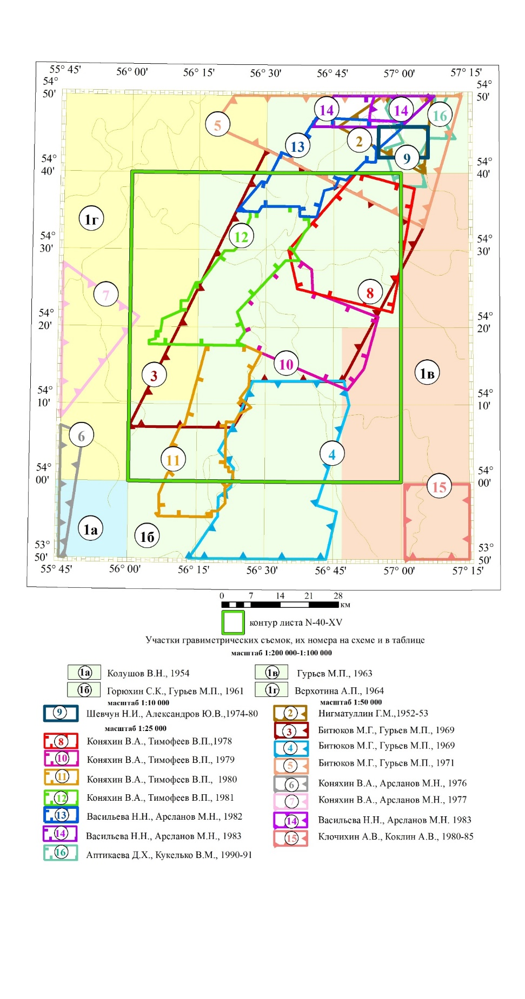 55° 45' 56° 00' 56° 15' 56° 30' 56° 45' 57° 00' 57° 15'
54° 50' 54° 50'
14 14 16
5
2
13
9
54° 40' 54° 40'
1г
12
54° 30' 54° 30'
7 8
54° 20' 54° 20'
10
3 1в
54° 10' 54° 10'
6
11 4
54° 00' 54° 00'
15
1а 1б
53° 50' 53° 50'
55° 45' 56° 00' 56° 15' 56° 30' 56° 45' 57° 00' 57° 15'
0 7 14 21 28
км
контур листа N-40-XV
Участки гравиметрических съемок, их номера на схеме и в таблице
масштаб 1:200 000-1:100 000
1а Колушов В.Н., 1954
1б Горюхин С.К., Гурьев М.П., 1961
1в Гурьев М.П., 1963
1г Верхотина А.П., 1964
масштаб 1:10 000
9 Шевчун Н.И., Александров Ю.В.,1974-80
масштаб 1:25 000
8 Коняхин В.А., Тимофеев В.П.,1978
10 Коняхин В.А., Тимофеев В.П., 1979
11 Коняхин В.А., Тимофеев В.П., 1980
12 Коняхин В.А., Тимофеев В.П., 1981
13 Васильева Н.Н., Арсланов М.Н., 1982
14 Васильева Н.Н., Арсланов М.Н., 1983
16 Аптикаева Д.Х., Кукелько В.М., 1990-91
масштаб 1:50 000
2 Нигматуллин Г.М.,1952-53
3 Битюков М.Г., Гурьев М.П., 1969
4 Битюков М.Г., Гурьев М.П., 1969
5 Битюков М.Г., Гурьев М.П., 1971
6 Коняхин В.А., Арсланов М.Н., 1976
7 Коняхин В.А., Арсланов М.Н., 1977
14 Васильева Н.Н., Арсланов М.Н. 1983
15 Клочихин А.В., Коклин А.В., 1980-85